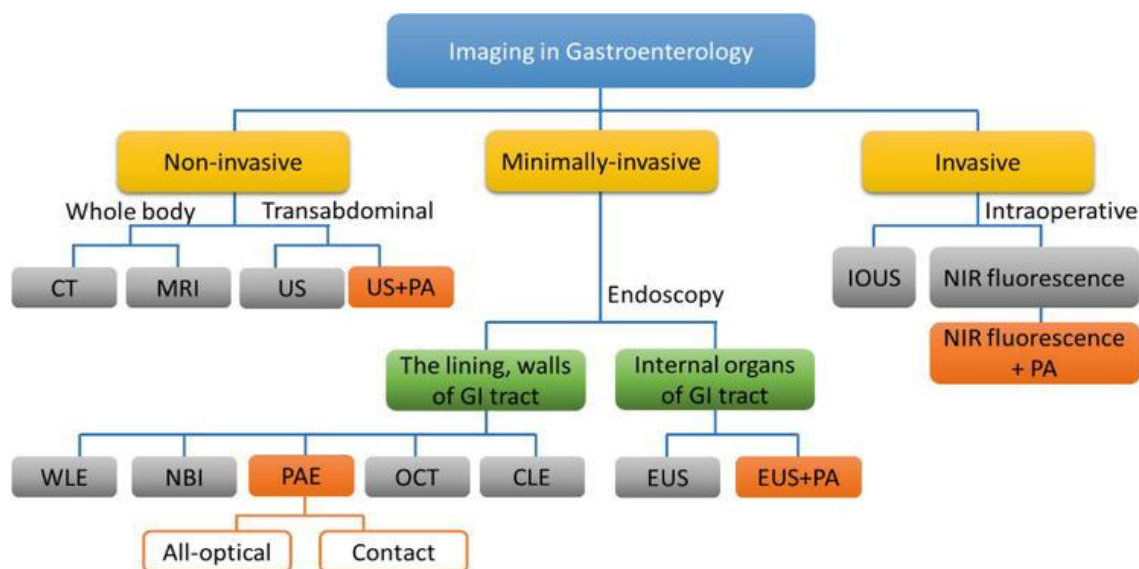 Imaging in Gastroenterology
Non-invasive
Minimally-invasive
Invasive
Whole body
Transabdominal
Intraoperative
CT
MRI
US
US+PA
IOUS
NIR fluorescence
Endoscopy
NIR fluorescence
+ PA
The lining, walls
of GI tract
Internal organs
of GI tract
WLE
NBI
PAE
OCT
CLE
EUS
EUS+PA
All-optical
Contact